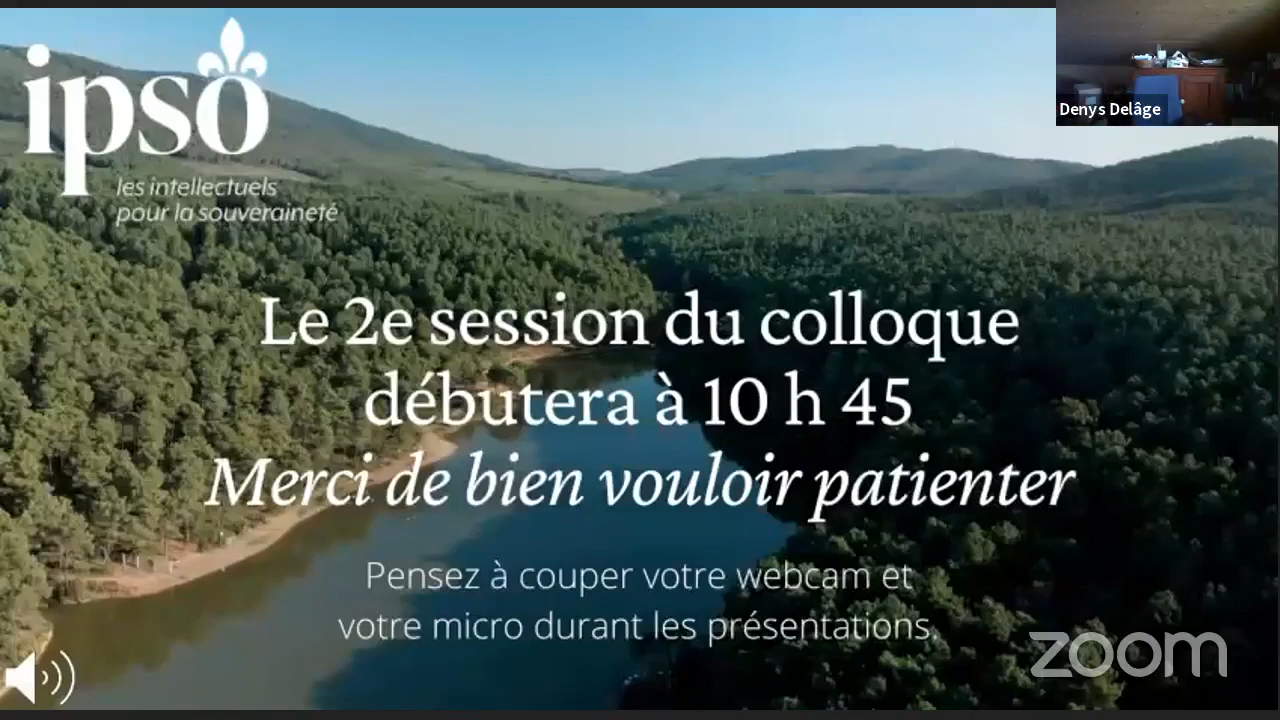 ipso
les intellectuels
pour la souveraineté
Denys Delâge
Le 2e session du colloque
débutera à 10 h 45
Merci de bien vouloir patienter
Pensez à couper votre webcam et
votre micro durant les présentations.
zoom